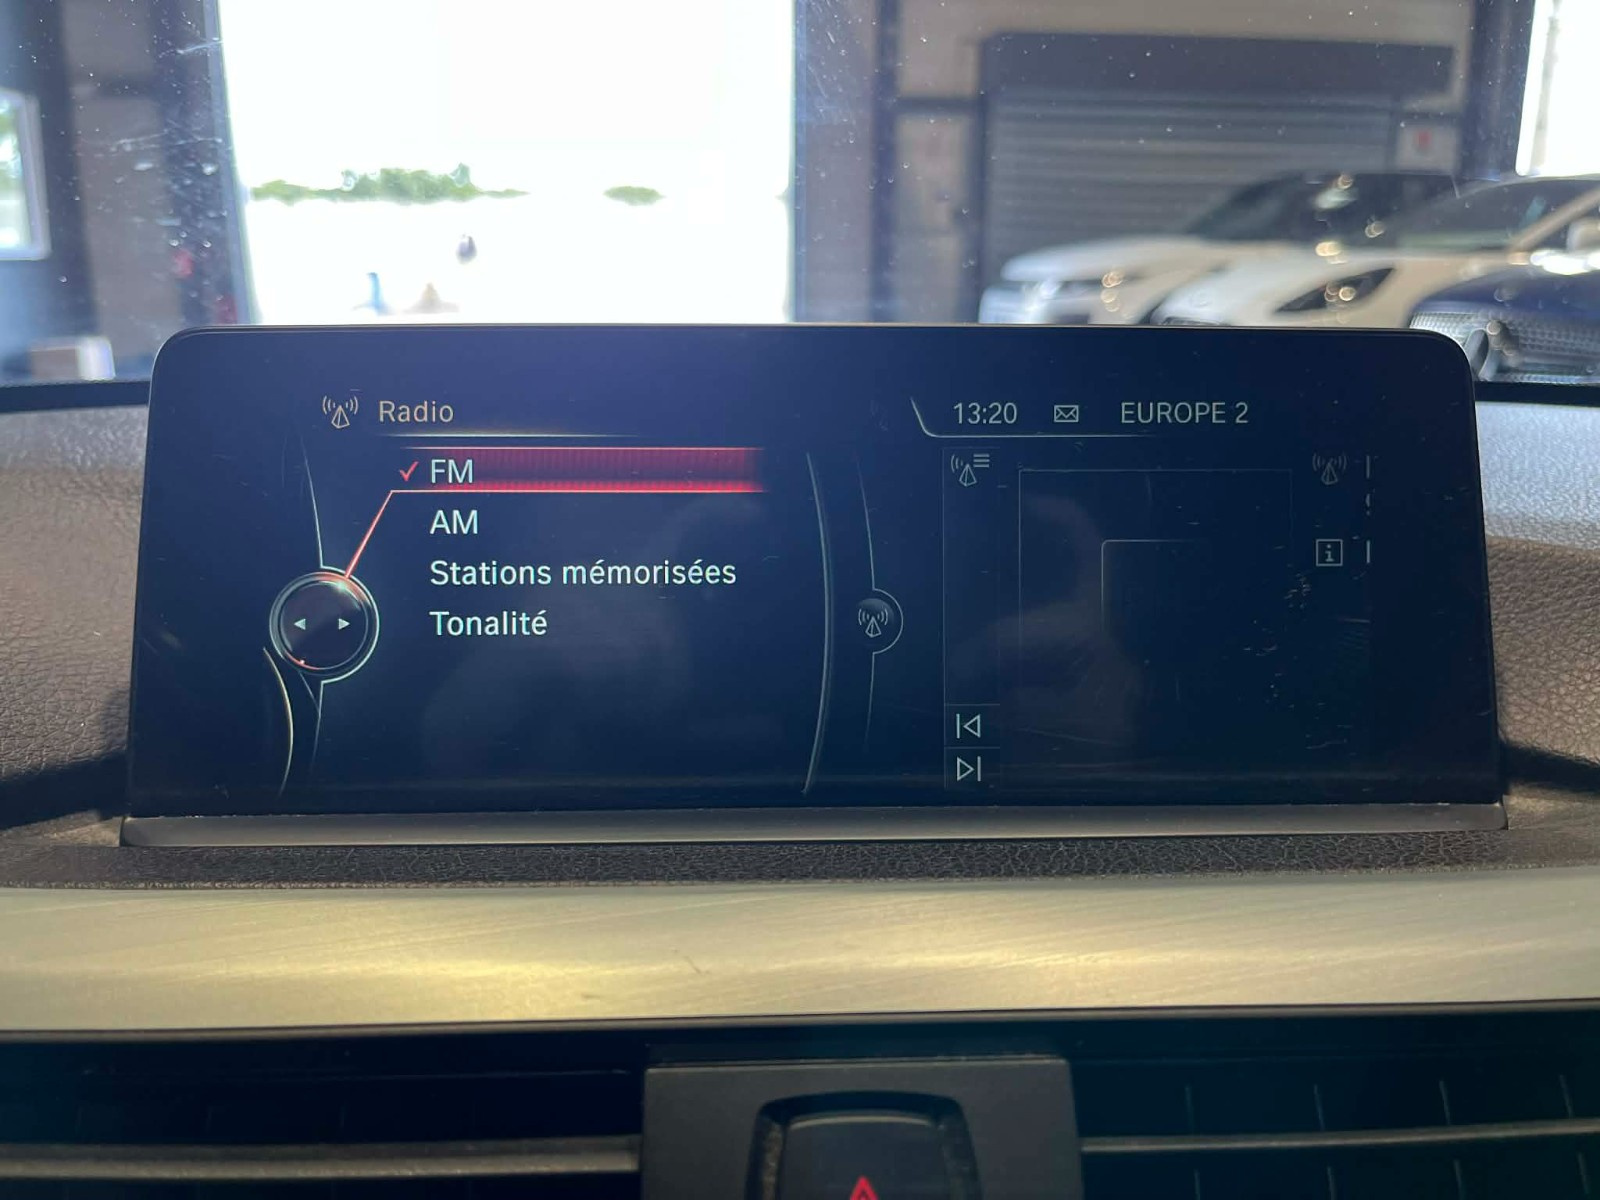 Radio
13:20 EUROPE 2
FM
AM
Stations mémorisées
Tonalité